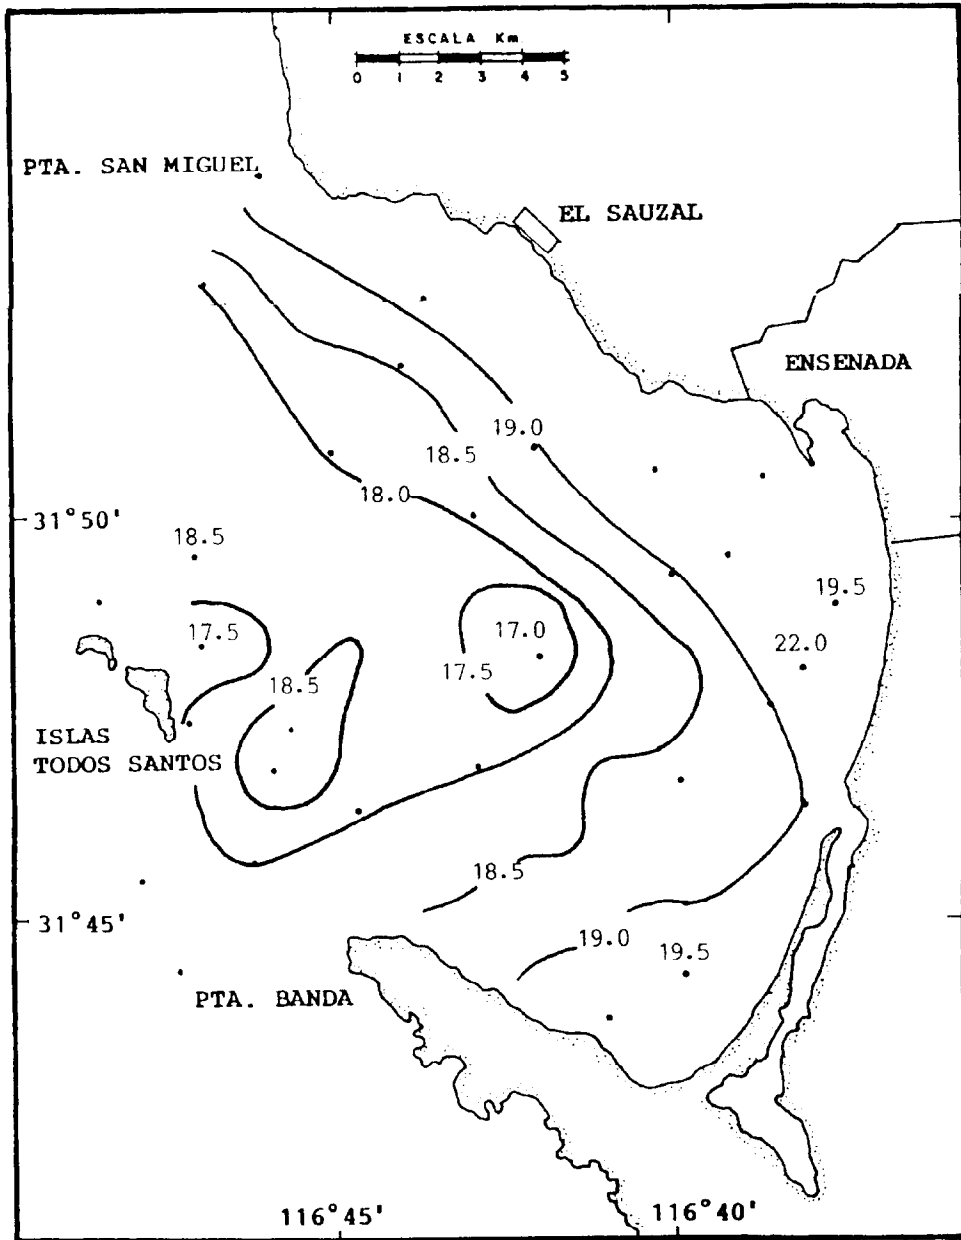 ESCALA Km
0 1 2 3 4 5
PTA. SAN MIGUEL
EL SAUZAL
ENSENADA
19.0
18.5
18.0
31°50'
18.5
19.5
17.5
17.0
22.0
17.5
18.5
ISLAS
TODOS SANTOS
18.5
31°45'
19.0
19.5
PTA. BANDA
116°45'
116°40'